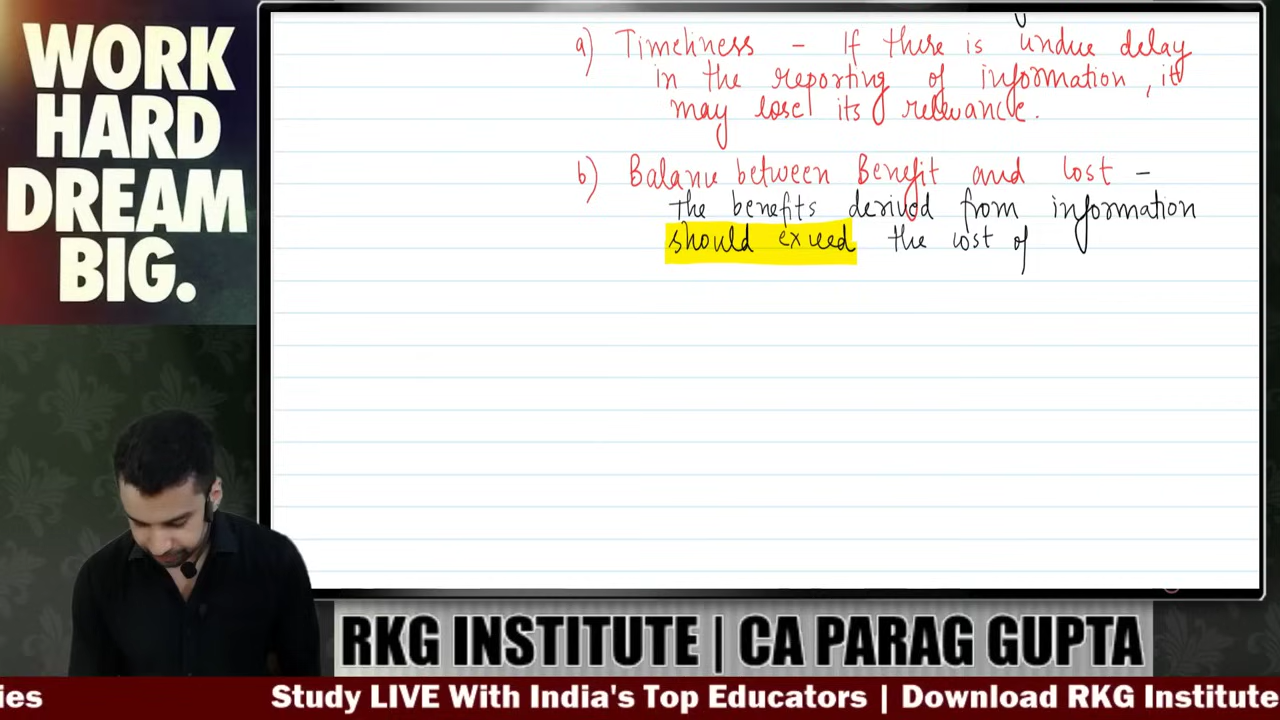 WORK
HARD
DREAM
BIG.
a) Timeliness - If there is undue delay
in the reporting of information, it
may lose its relevance.
b) Balance between Benefit and Cost -
The benefits derived from information
should exceed the cost of
RKG INSTITUTE | CA PARAG GUPTA
ies Study LIVE With India's Top Educators | Download RKG Institute